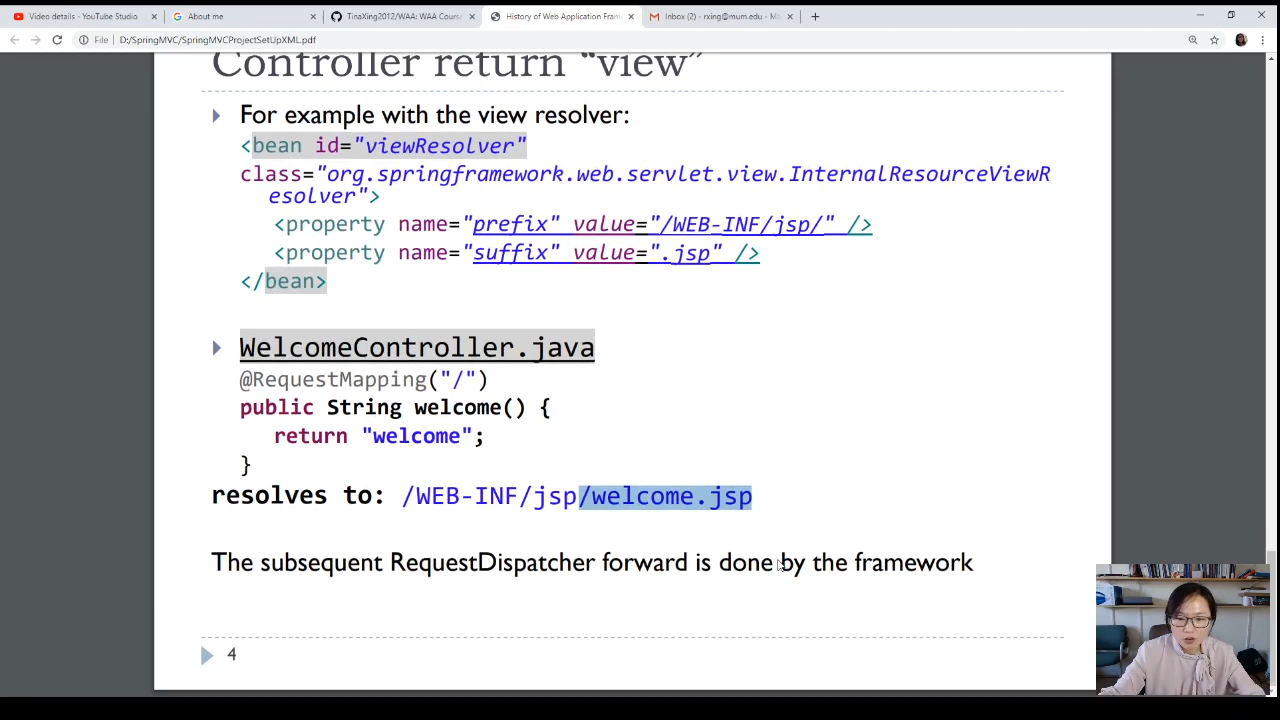 Video details - YouTube Studio
About me
TinaXing2012/WAA: WAA Cours
History of Web Application Fram
Inbox (2) - rxing@mum.edu - M
File
D:/SpringMVC/SpringMVCProjectSetUpXML.pdf
Controller return "view"
For example with the view resolver:
<bean id="viewResolver"
class="org.springframework.web.servlet.view.InternalResourceViewR
esolver">
<property name="prefix" value="/WEB-INF/jsp/" />
<property name="suffix" value=".jsp" />
</bean>
WelcomeController.java
@RequestMapping("/")
public String welcome() {
return "welcome";
}
resolves to: /WEB-INF/jsp/welcome.jsp
The subsequent RequestDispatcher forward is done by the framework
4